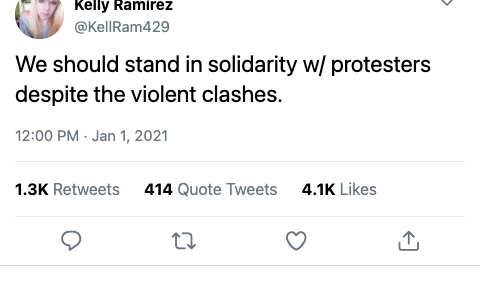 Kelly Ramirez
@KellRam429
We should stand in solidarity w/ protesters
despite the violent clashes.
12:00 PM · Jan 1, 2021
1.3K Retweets 414 Quote Tweets 4.1K Likes